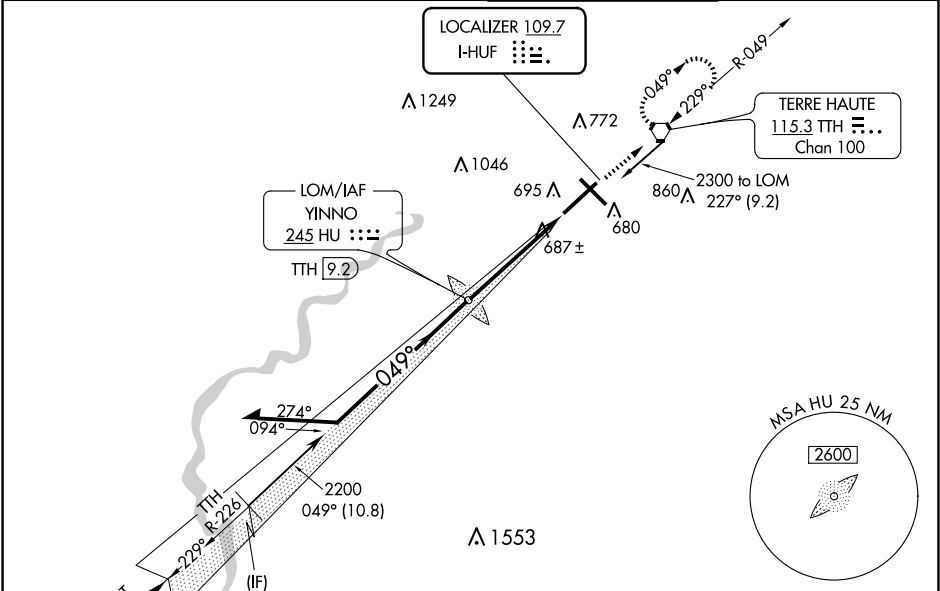 LOCALIZER 109.7
I-HUF
R-049
049°
229°
1249
772
TERRE HAUTE
115.3 TTH
Chan 100
1046
695
860
2300 to LOM
227° (9.2)
LOM/IAF
YINNO
245 HU
680
687 ±
TTH 9.2
049°
274°
094°
MSA HU 25 NM
2600
2200
049° (10.8)
TTH
R-226
229°
1553
(IF)